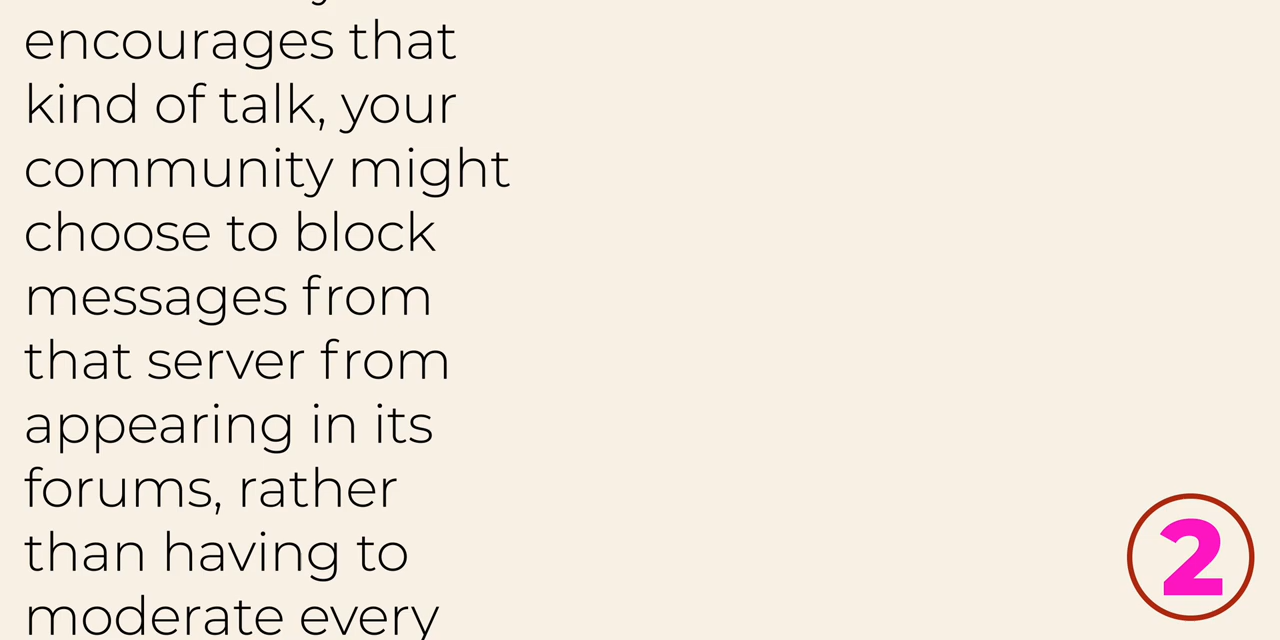 encourages that
kind of talk, your
community might
choose to block
messages from
that server from
appearing in its
forums, rather
than having to
moderate every
2